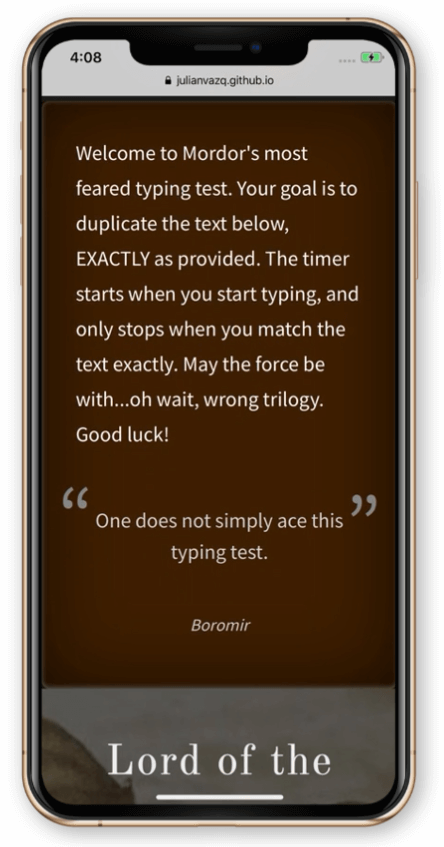 4:08
julianvazq.github.io
Welcome to Mordor's most
feared typing test. Your goal is to
duplicate the text below,
EXACTLY as provided. The timer
starts when you start typing, and
only stops when you match the
text exactly. May the force be
with...oh wait, wrong trilogy.
Good luck!
“ One does not simply ace this ”
typing test.
Boromir
Lord of the